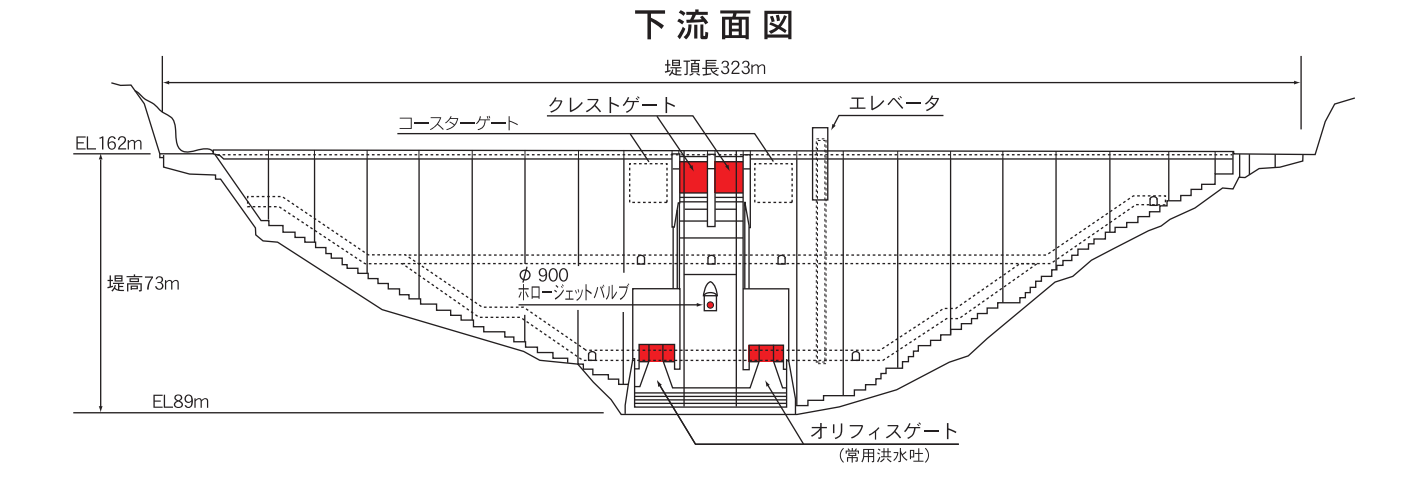 下流面図
堤頂長323m
クレストゲート
エレベータ
コースターゲート
EL162m
堤高73m
φ 900
ホロージェットバルブ
EL89m
オリフィスゲート
(常用洪水吐)